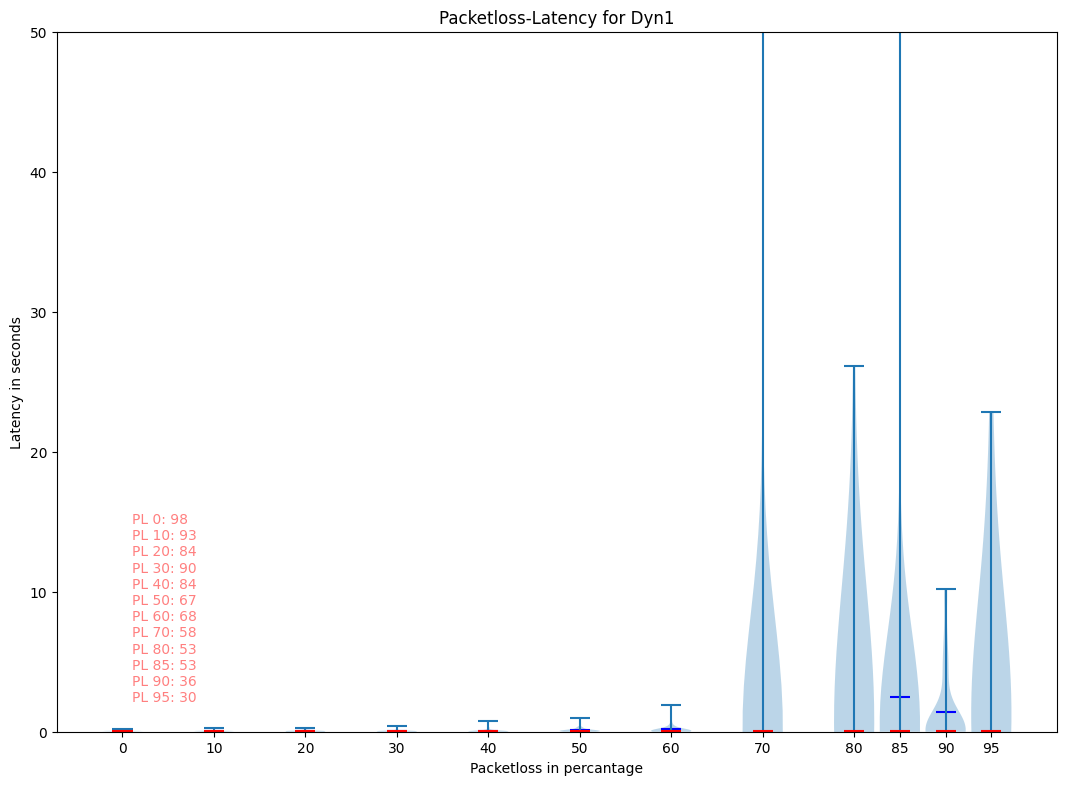 Packetloss-Latency for Dyn1
50
40
30
20
10
0
Latency in seconds
PL 0: 98
PL 10: 93
PL 20: 84
PL 30: 90
PL 40: 84
PL 50: 67
PL 60: 68
PL 70: 58
PL 80: 53
PL 85: 53
PL 90: 36
PL 95: 30
0 10 20 30 40 50 60 70 80 85 90 95
Packetloss in percantage